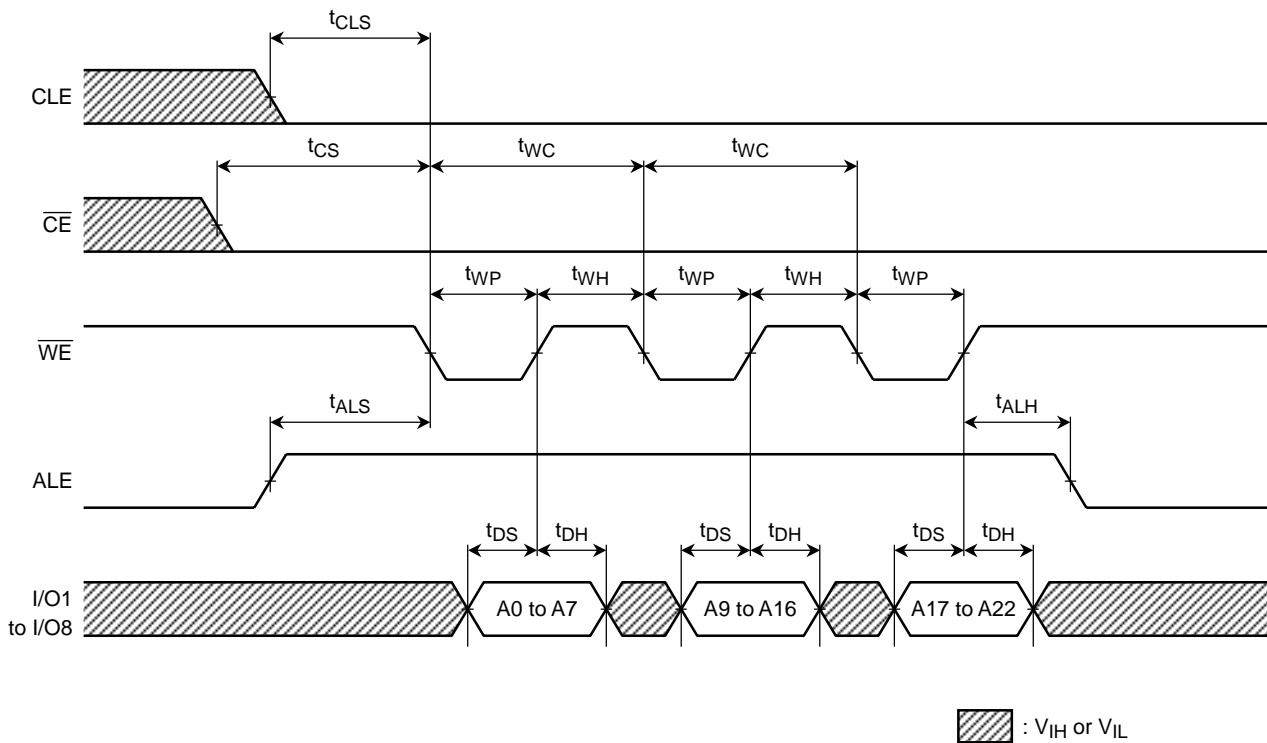 tCLS
CLE
tCS tWC tWC
CE
tWP tWH tWP tWH tWP
WE
tALS tALH
ALE
tDS tDH tDS tDH tDS tDH
I/O1
to I/O8
A0 to A7 A9 to A16 A17 to A22
: VIH or VIL